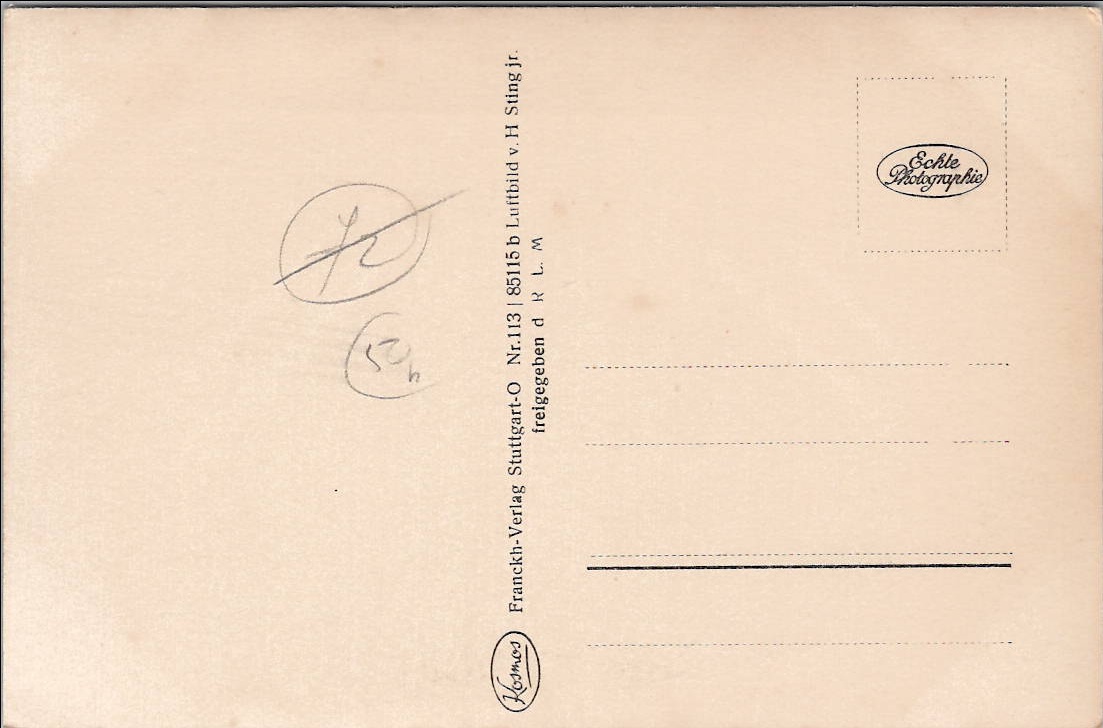 Echte
Photographie
Kosmos
Franckh-Verlag Stuttgart-O Nr.113 | 85115 b Luftbild v. H Sting jr.
freigegeben d R L. M